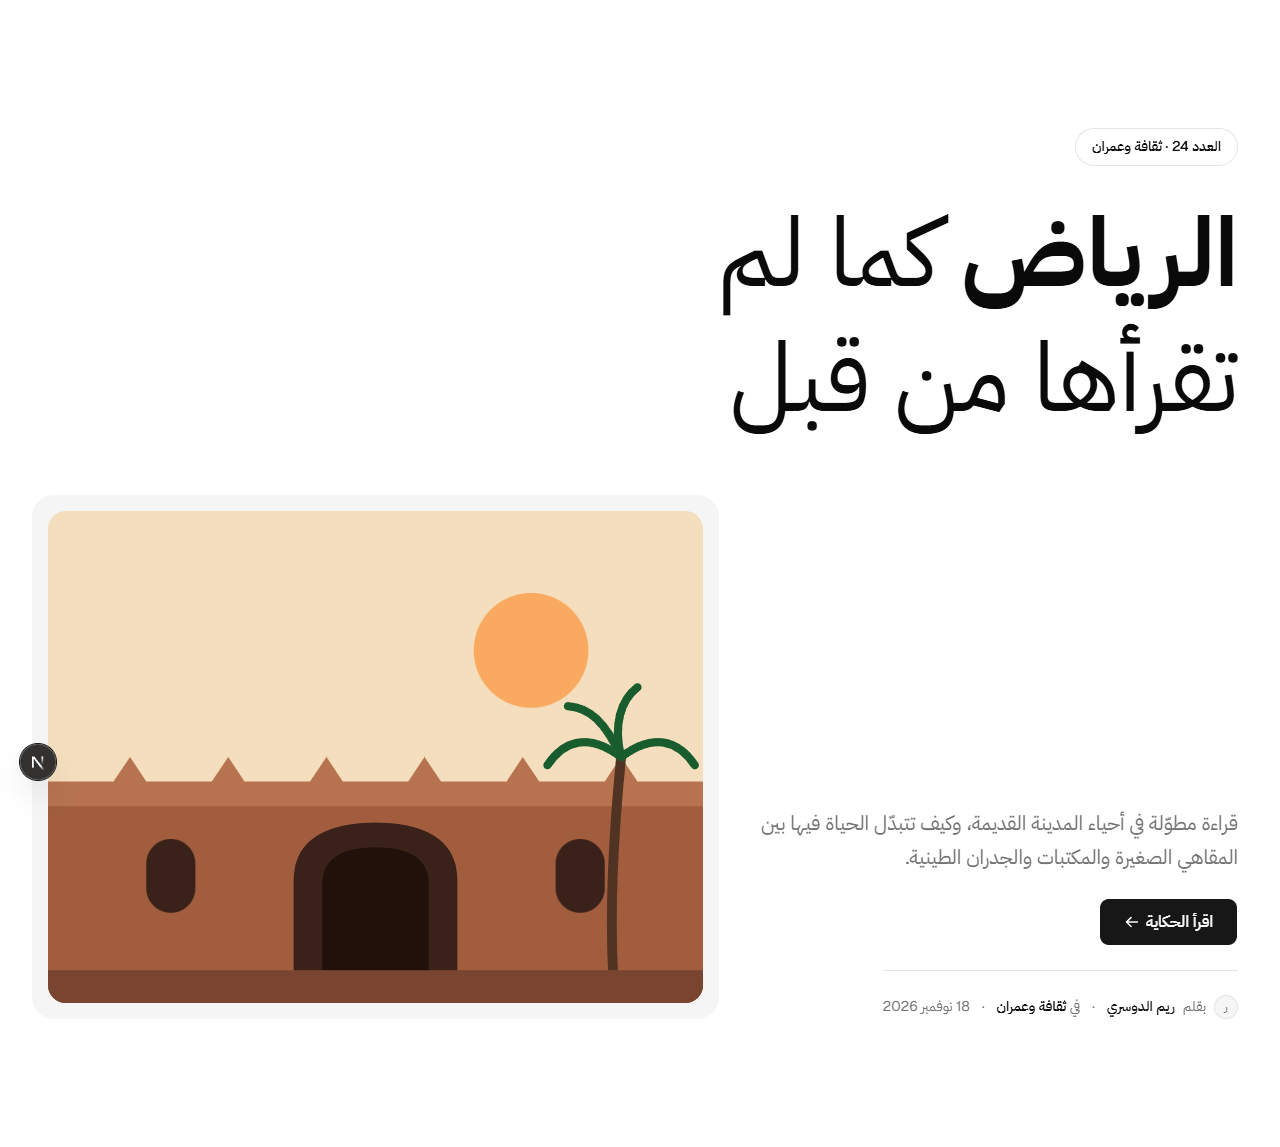 العدد 24 · ثقافة وعمران
الرياض كما لم
تقرأها من قبل
قراءة مطوّلة في أحياء المدينة القديمة، وكيف تتبدّل الحياة فيها بين
المقاهي الصغيرة والمكتبات والجدران الطينية.
اقرأ الحكاية ←
ر بقلم ريم الدوسري · في ثقافة وعمران · 18 نوفمبر 2026
N